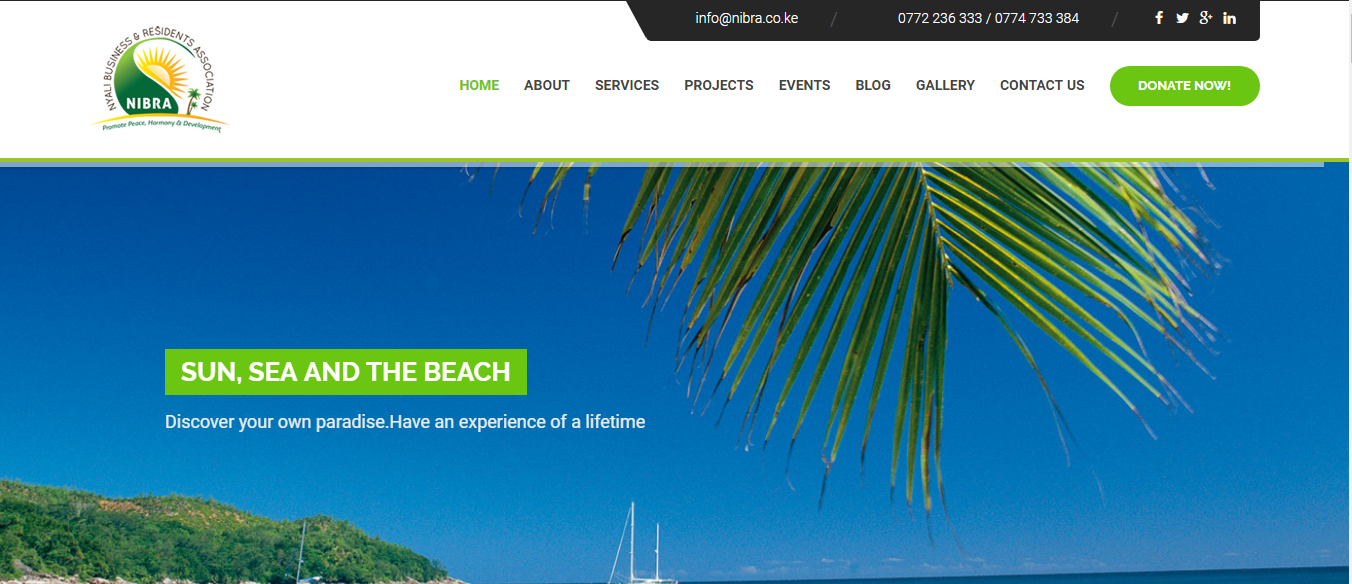 info@nibra.co.ke / 0772 236 333 / 0774 733 384 /
NYALI BUSINESS & RESIDENTS ASSOCIATION
NIBRA
Promote Peace, Harmony & Development
HOME ABOUT SERVICES PROJECTS EVENTS BLOG GALLERY CONTACT US DONATE NOW!
SUN, SEA AND THE BEACH
Discover your own paradise.Have an experience of a lifetime